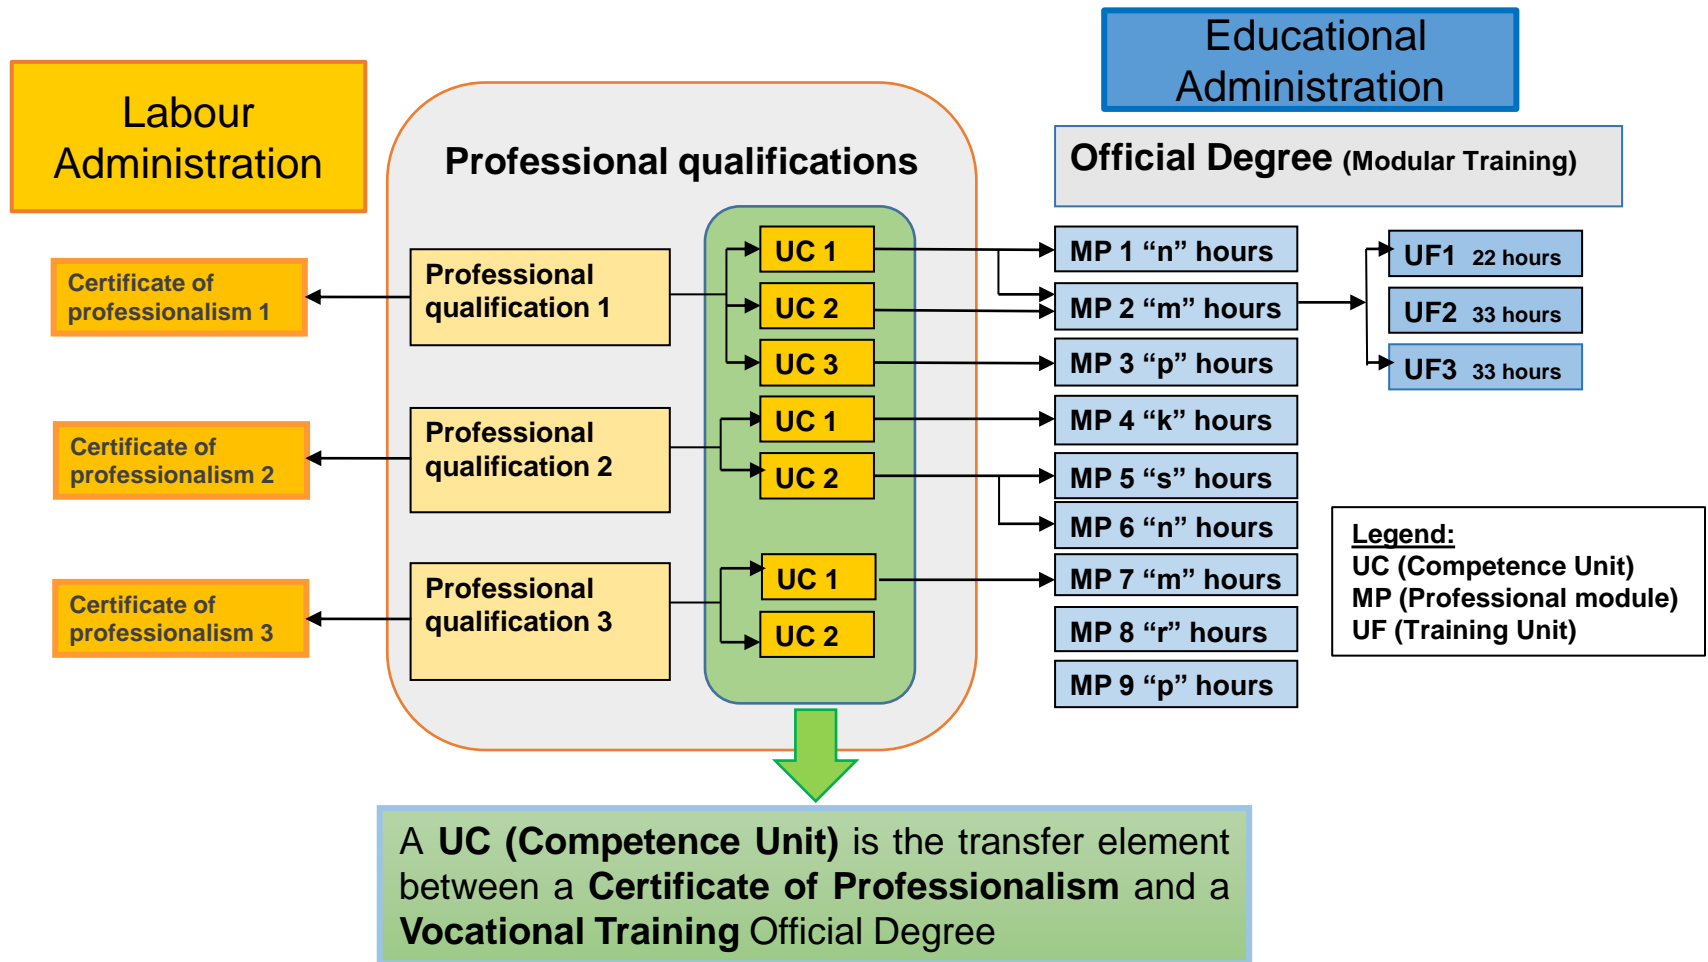 Labour
Administration
Educational
Administration
Professional qualifications
Official Degree (Modular Training)
Certificate of
professionalism 1
Professional
qualification 1
UC 1
UC 2
UC 3
MP 1 “n” hours
MP 2 “m” hours
MP 3 “p” hours
UF1 22 hours
UF2 33 hours
UF3 33 hours
Certificate of
professionalism 2
Professional
qualification 2
UC 1
UC 2
MP 4 “k” hours
MP 5 “s” hours
MP 6 “n” hours
Certificate of
professionalism 3
Professional
qualification 3
UC 1
UC 2
MP 7 “m” hours
MP 8 “r” hours
MP 9 “p” hours
Legend:
UC (Competence Unit)
MP (Professional module)
UF (Training Unit)
A UC (Competence Unit) is the transfer element
between a Certificate of Professionalism and a
Vocational Training Official Degree